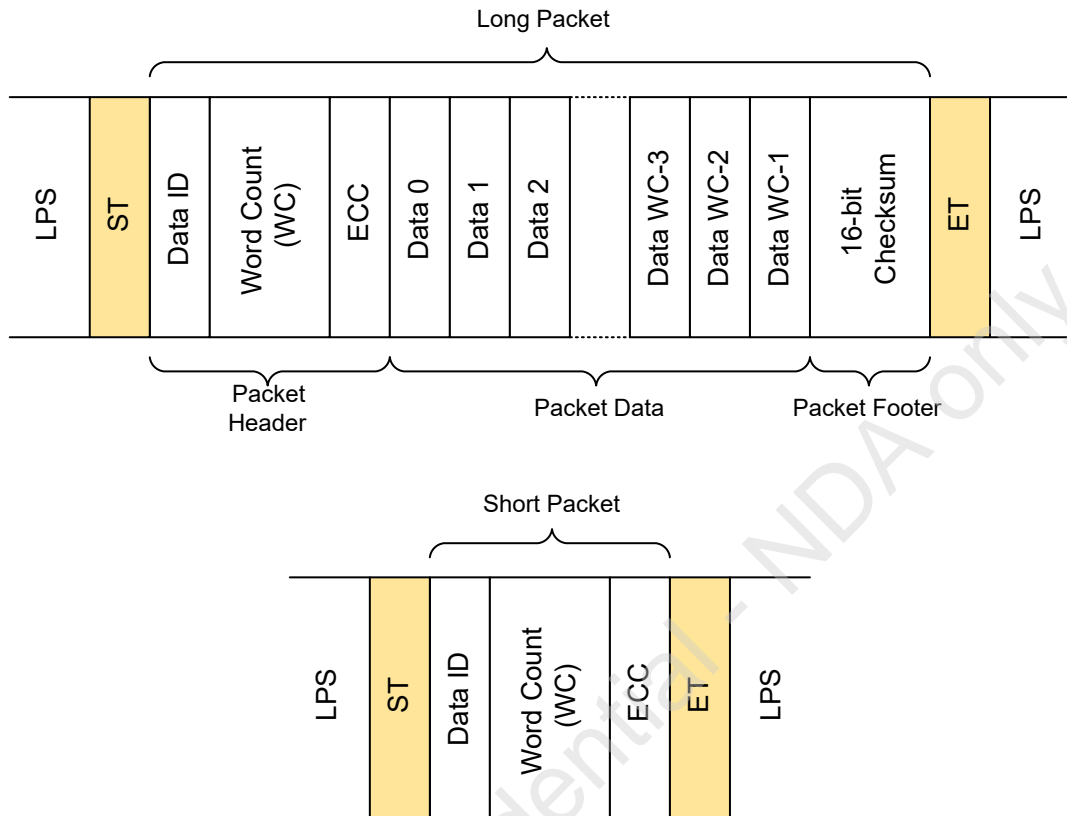 Long Packet
LPS
ST
Data ID
Word Count
(WC)
ECC
Data 0
Data 1
Data 2
Data WC-3
Data WC-2
Data WC-1
16-bit
Checksum
ET
LPS
Packet
Header
Packet Data
Packet Footer
Short Packet
LPS
ST
Data ID
Word Count
(WC)
ECC
ET
LPS
- NDA only